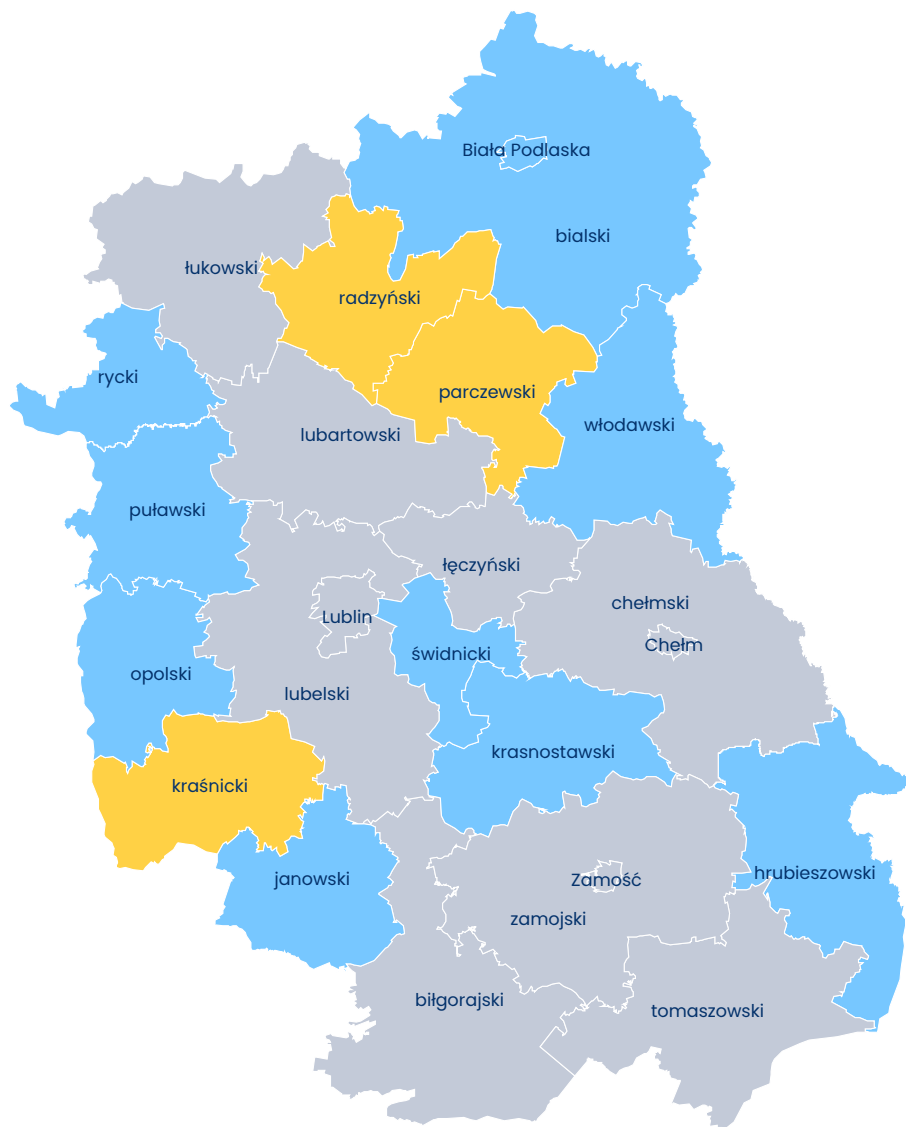 Biała Podlaska
bialski
łukowski
radzyński
rycki
parczewski
włodawski
lubartowski
puławski
łęczyński
chełmski
Lublin
Chełm
świdnicki
opolski
lubelski
krasnostawski
kraśnicki
hrubieszowski
janowski
Zamość
zamojski
biłgorajski
tomaszowski